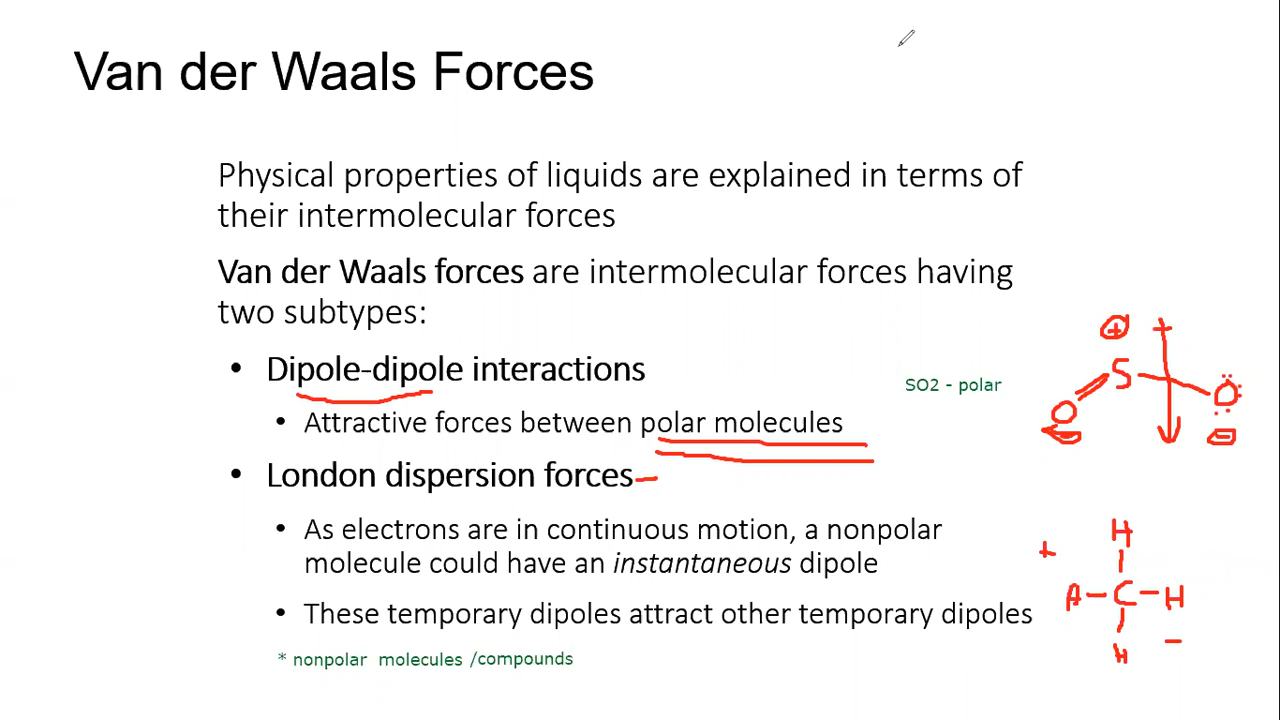 Van der Waals Forces
Physical properties of liquids are explained in terms of
their intermolecular forces
Van der Waals forces are intermolecular forces having
two subtypes:
• Dipole-dipole interactions
SO2 - polar
• Attractive forces between polar molecules
• London dispersion forces
• As electrons are in continuous motion, a nonpolar
molecule could have an instantaneous dipole
• These temporary dipoles attract other temporary dipoles
* nonpolar molecules /compounds
+ +
S
O O
- -
H
+
C - H
-
H